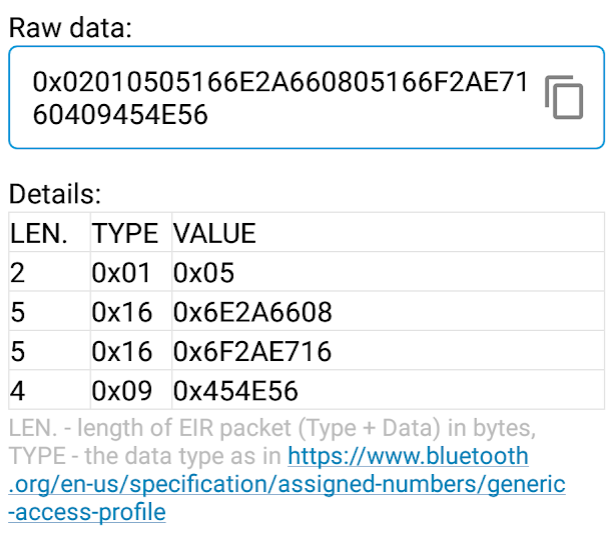 Raw data:
0x02010505166E2A660805166F2AE71
60409454E56
Details:
LEN. TYPE VALUE
2 0x01 0x05
5 0x16 0x6E2A6608
5 0x16 0x6F2AE716
4 0x09 0x454E56
LEN. - length of EIR packet (Type + Data) in bytes,
TYPE - the data type as in https://www.bluetooth
.org/en-us/specification/assigned-numbers/generic
-access-profile